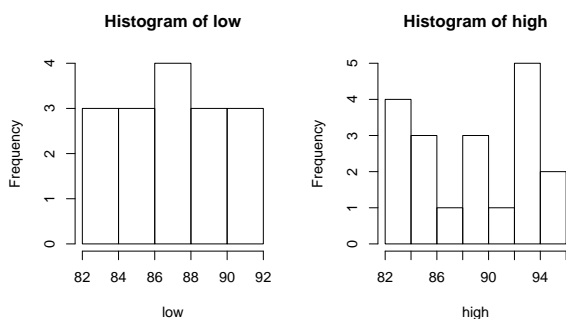 Histogram of low
Frequency
4
3
2
1
0
82 84 86 88 90 92
low
Histogram of high
Frequency
5
4
3
2
1
0
82 86 90 94
high